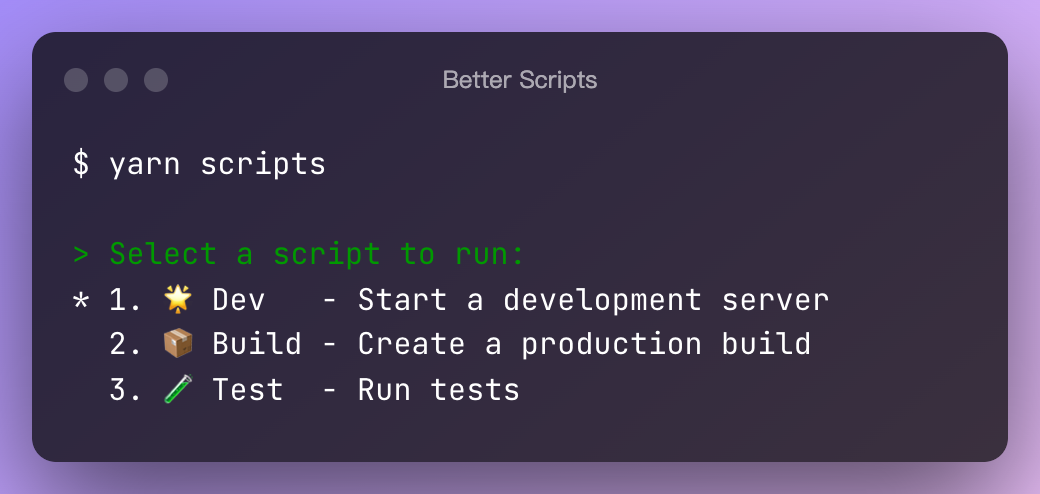 Better Scripts
$ yarn scripts
> Select a script to run:
* 1. 🌟 Dev   - Start a development server
  2. 📦 Build - Create a production build
  3. 🧪 Test  - Run tests